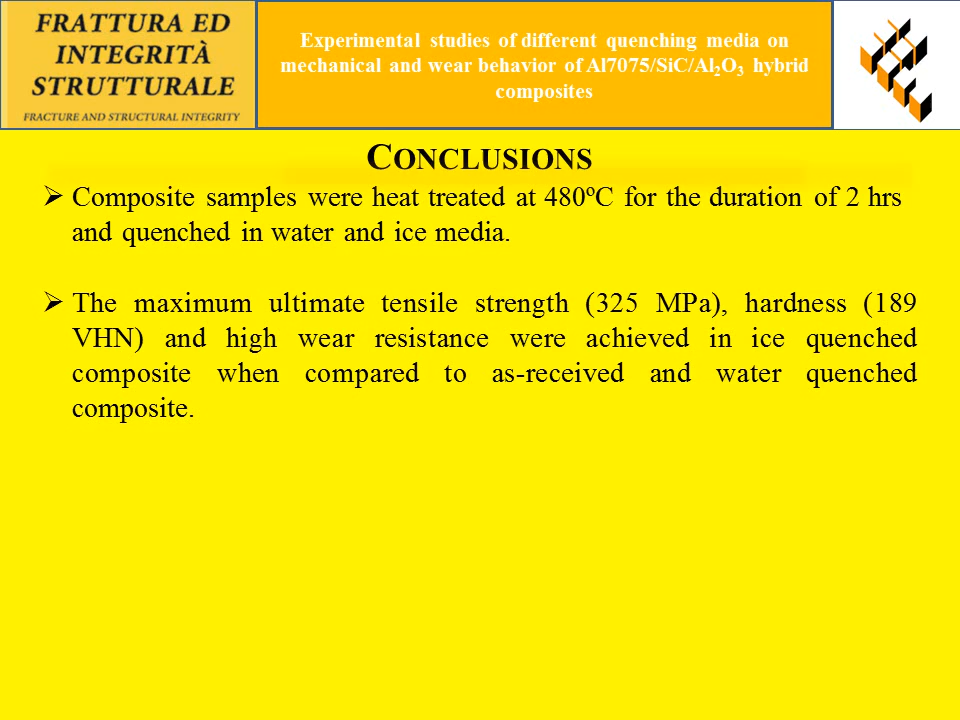 FRATTURA ED
INTEGRITÀ
STRUTTURALE
FRACTURE AND STRUCTURAL INTEGRITY
Experimental studies of different quenching media on
mechanical and wear behavior of Al7075/SiC/Al₂O₃ hybrid
composites
CONCLUSIONS
➢ Composite samples were heat treated at 480ºC for the duration of 2 hrs
and quenched in water and ice media.
➢ The maximum ultimate tensile strength (325 MPa), hardness (189
VHN) and high wear resistance were achieved in ice quenched
composite when compared to as-received and water quenched
composite.